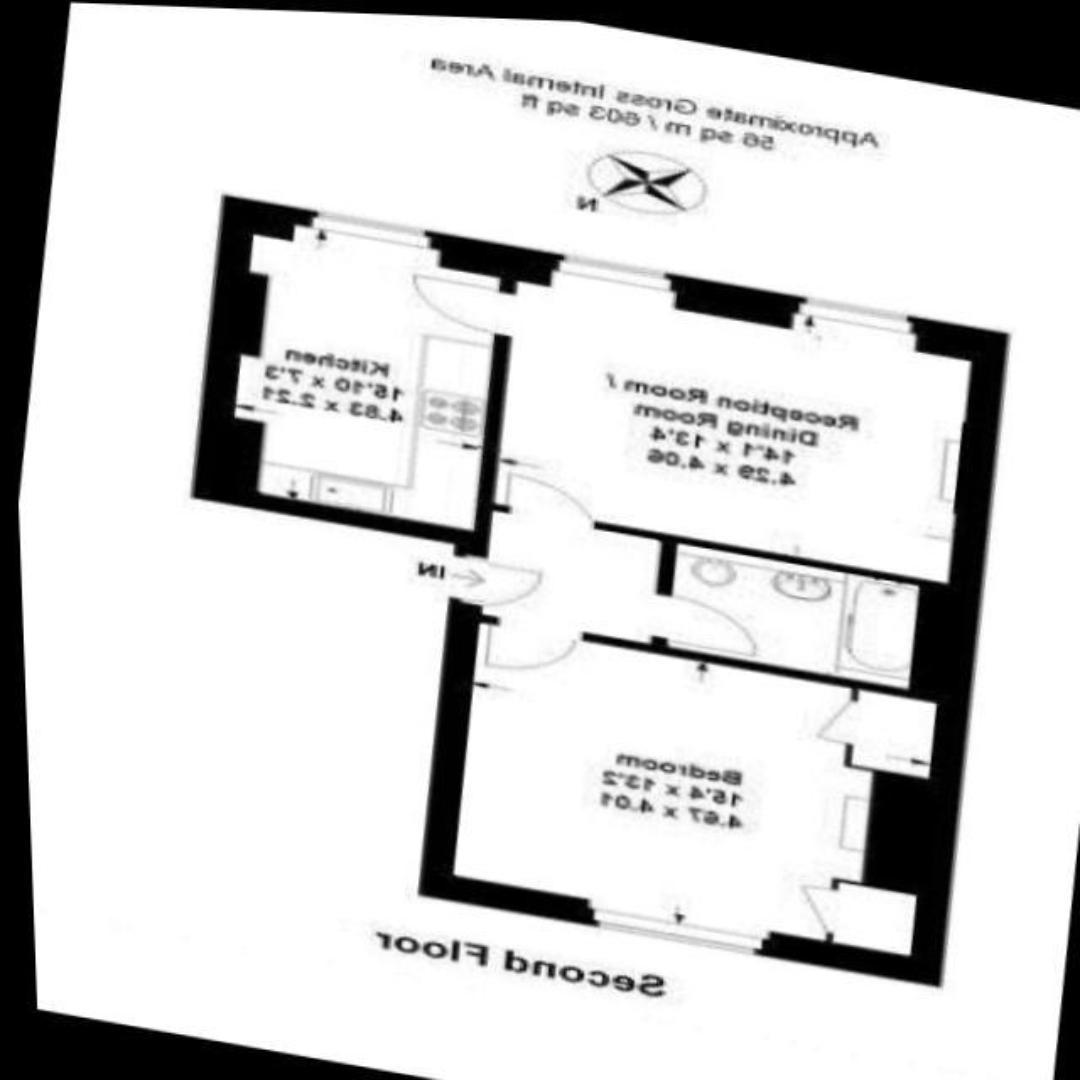 Approximate Gross Internal Area
56 sq m / 603 sq ft
N
Kitchen
15'10 x 7'3
4.83 x 2.21
Reception Room /
Dining Room
14'1 x 13'4
4.29 x 4.06
IN
Bedroom
15'4 x 13'2
4.67 x 4.01
Second Floor